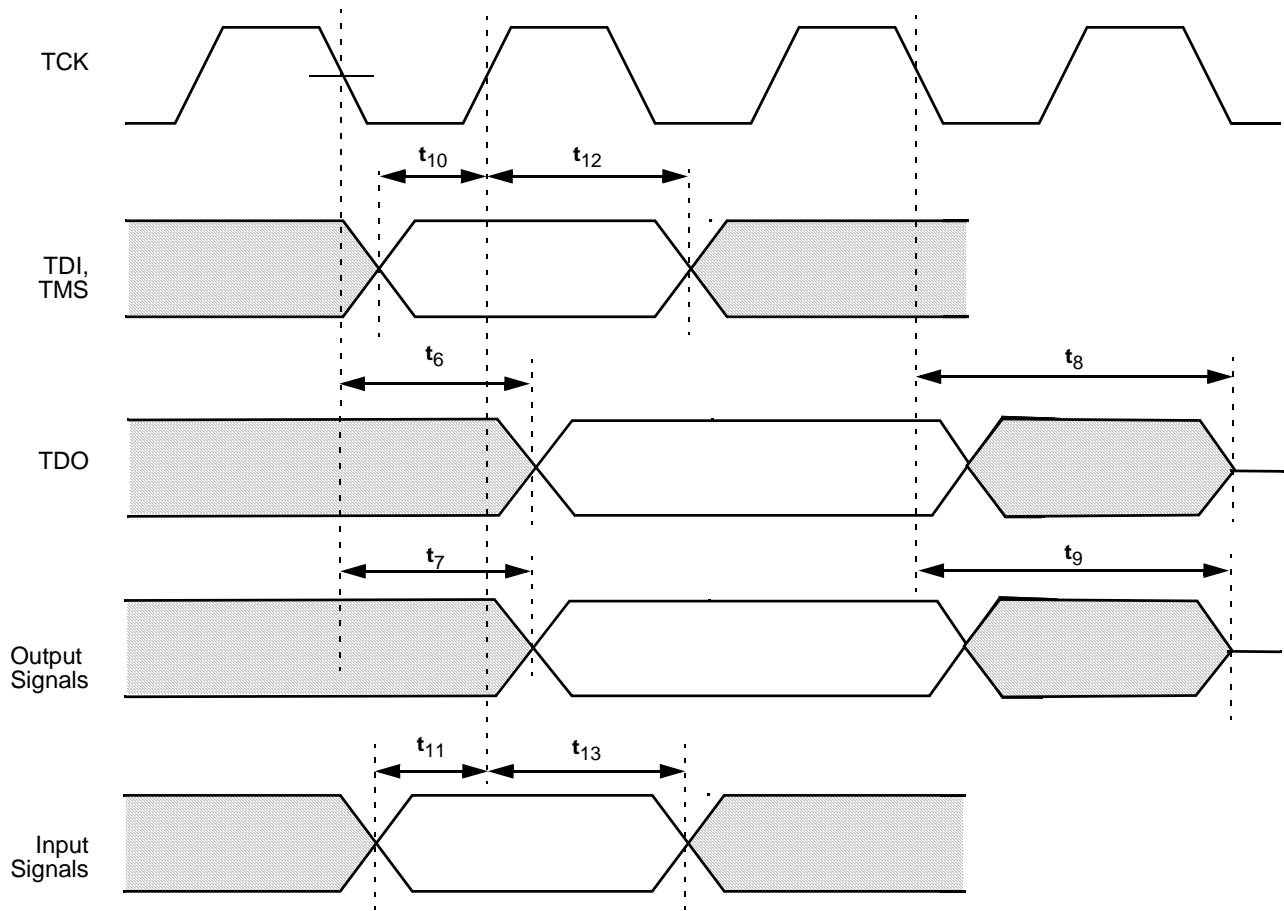 TCK
t10
t12
TDI,
TMS
t6
t8
TDO
t7
t9
Output
Signals
t11
t13
Input
Signals